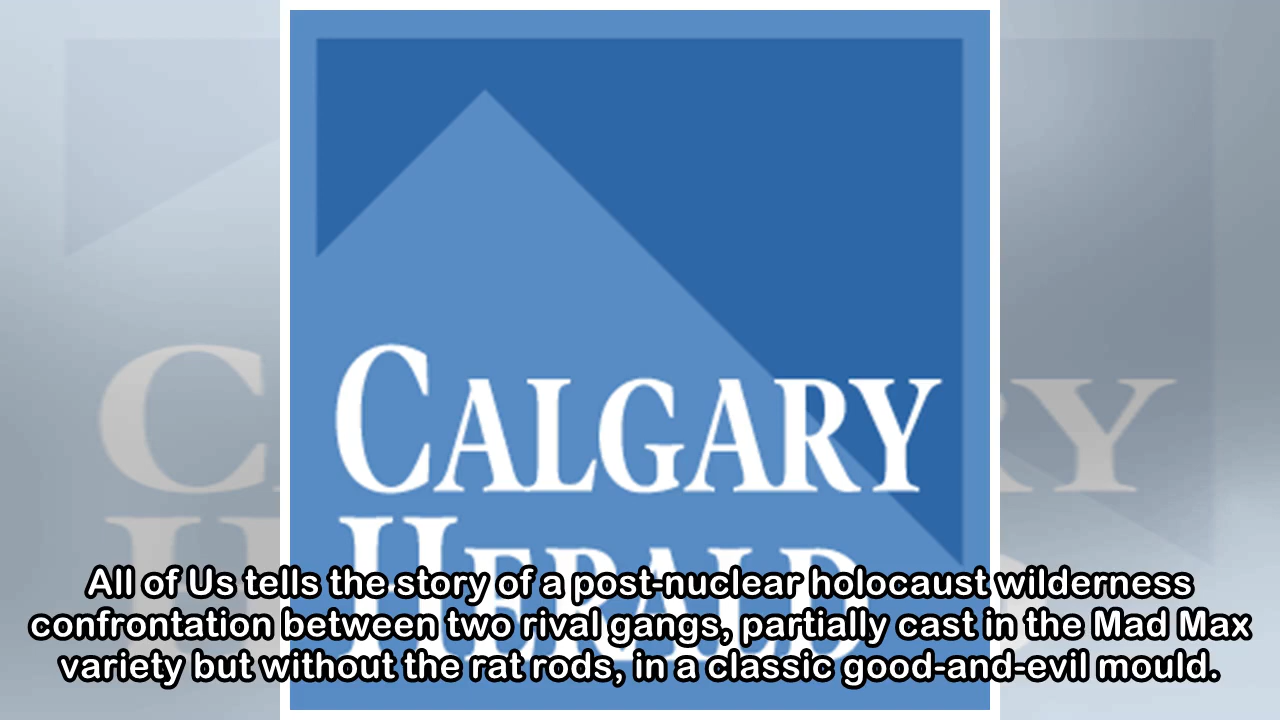 CALGARY
HERALD
All of Us tells the story of a post-nuclear holocaust wilderness
confrontation between two rival gangs, partially cast in the Mad Max
variety but without the rat rods, in a classic good-and-evil mould.